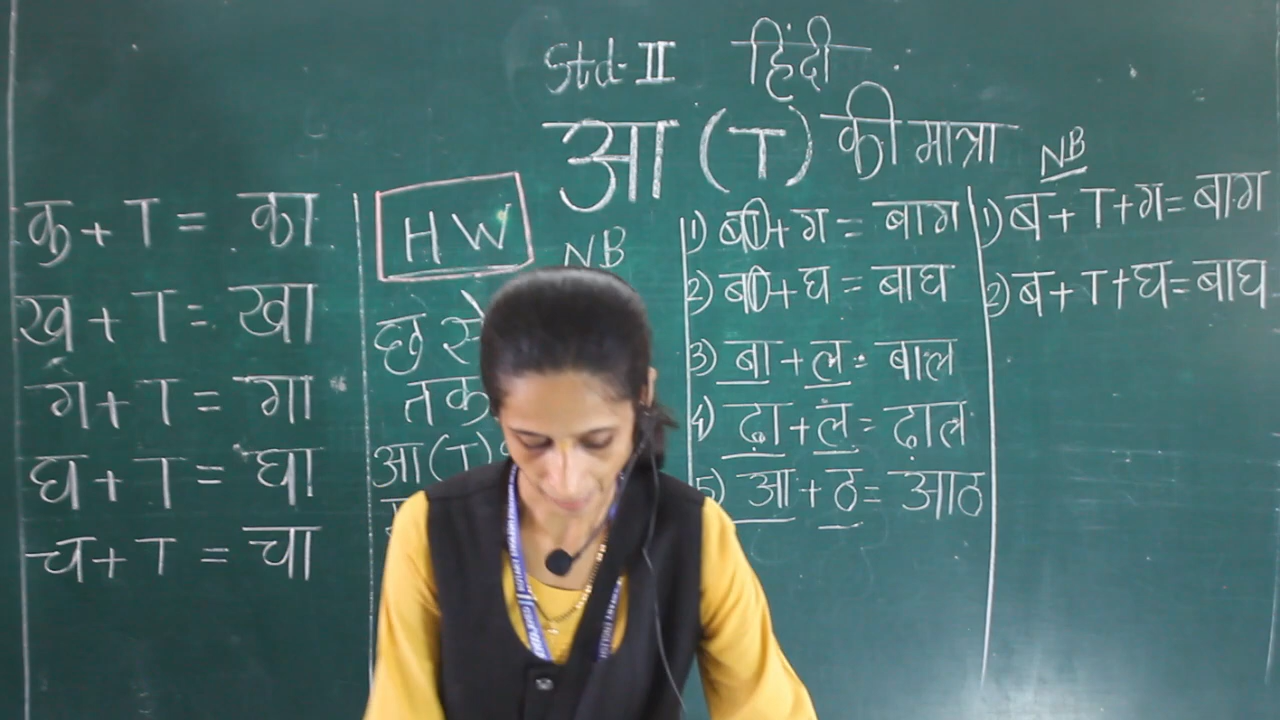 Std-II हिंदी
आ (ा) की मात्रा
क + ा = का
ख + ा = खा
ग + ा = गा
घ + ा = घा
च + ा = चा
HW
NB
छ से
तक
आ (ा)
1) बा + ग = बाग
2) बा + घ = बाघ
3) बा + ल = बाल
4) ढ़ा + ल = ढ़ाल
5) आ + ठ = आठ
NB
1) ब + ा + ग = बाग
2) ब + ा + घ = बाघ